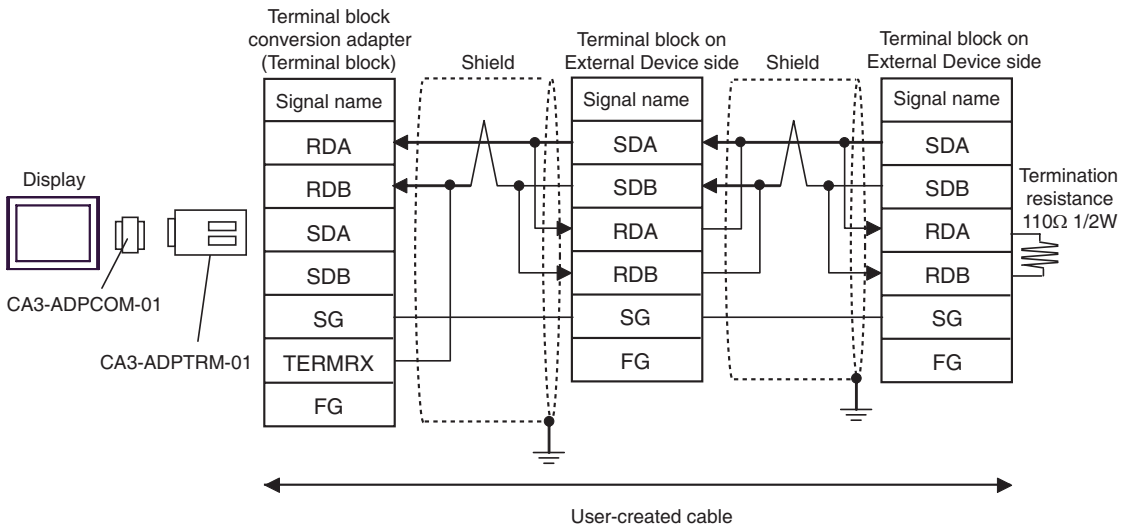 Terminal block
conversion adapter
(Terminal block)
Shield
Terminal block on
External Device side
Shield
Terminal block on
External Device side
Signal name
RDA
RDB
SDA
SDB
SG
TERMRX
FG
Signal name
SDA
SDB
RDA
RDB
SG
FG
Signal name
SDA
SDB
RDA
RDB
SG
FG
Termination
resistance
110Ω 1/2W
Display
CA3-ADPCOM-01
CA3-ADPTRM-01
User-created cable